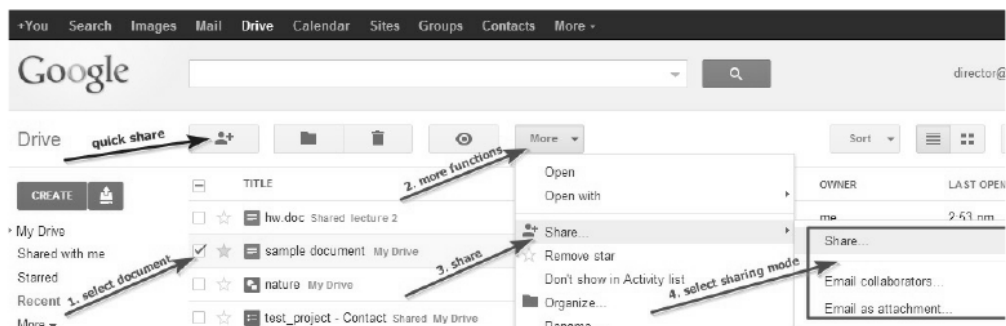 +You Search Images Mail Drive Calendar Sites Groups Contacts More
Google
director@
Drive
quick share
More
Sort
2. more functions
CREATE
TITLE
Open
Open with
OWNER
LAST OPEN
My Drive
hw.doc Shared lecture 2
Share...
me
2:53 pm
Shared with me
sample document My Drive
3. share
Remove star
Share...
Starred
1. select document
nature My Drive
Don't show in Activity list
4. select sharing mode
Email collaborators...
Recent
Organize...
More
test_project - Contact Shared My Drive
Rename...
Email as attachment...